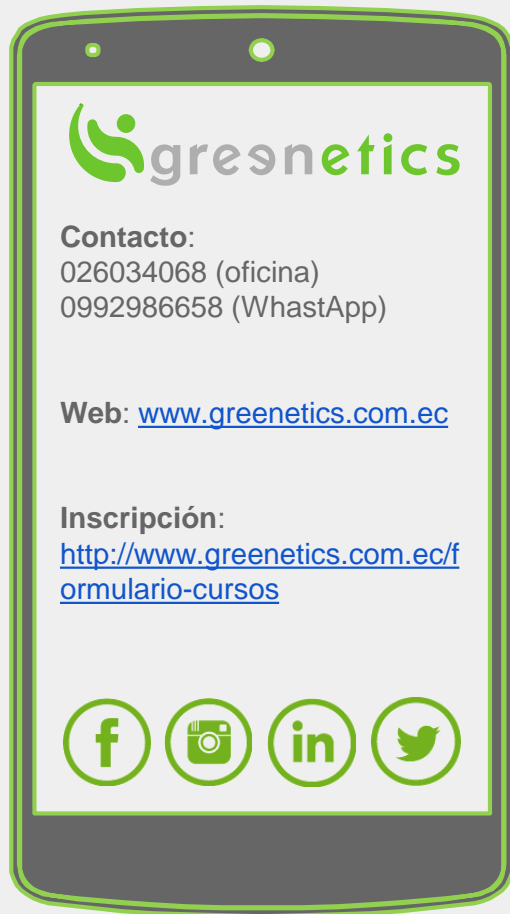 greenetics
Contacto:
026034068 (oficina)
0992986658 (WhastApp)
Web: www.greenetics.com.ec
Inscripción:
http://www.greenetics.com.ec/f
ormulario-cursos